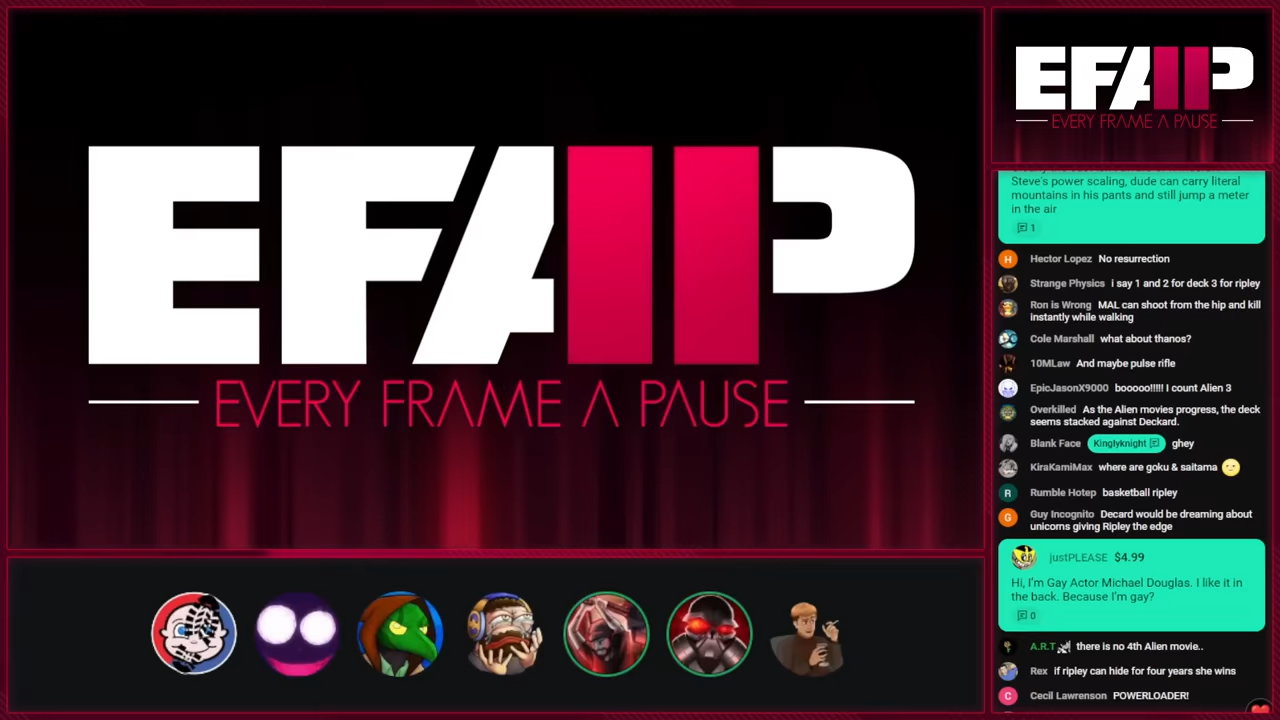 EFAP
EVERY FRAME A PAUSE
EFAP
EVERY FRAME A PAUSE
Steve's power scaling, dude can carry literal
mountains in his pants and still jump a meter
in the air
1
H
Hector Lopez No resurrection
Strange Physics i say 1 and 2 for deck 3 for ripley
Ron is Wrong MAL can shoot from the hip and kill
instantly while walking
Cole Marshall what about thanos?
10MLaw And maybe pulse rifle
EpicJasonX9000 booooo!!!!! I count Alien 3
Overkilled As the Alien movies progress, the deck
seems stacked against Deckard.
Blank Face Kinglyknight ghey
KiraKamiMax where are goku & saitama
R
Rumble Hotep basketball ripley
G
Guy Incognito Decard would be dreaming about
unicorns giving Ripley the edge
justPLEASE $4.99
Hi, I'm Gay Actor Michael Douglas. I like it in
the back. Because I'm gay?
0
A.R.T there is no 4th Alien movie..
Rex if ripley can hide for four years she wins
C
Cecil Lawrenson POWERLOADER!